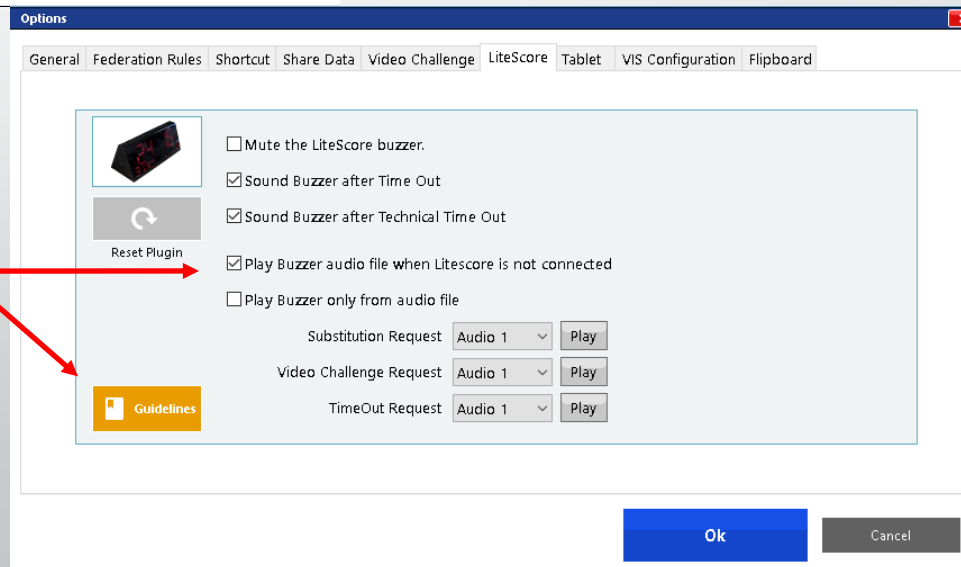 Options
General Federation Rules Shortcut Share Data Video Challenge LiteScore Tablet VIS Configuration Flipboard
Mute the LiteScore buzzer.
Sound Buzzer after Time Out
Sound Buzzer after Technical Time Out
Reset Plugin
Play Buzzer audio file when Litescore is not connected
Play Buzzer only from audio file
Substitution Request Audio 1 Play
Video Challenge Request Audio 1 Play
Guidelines
TimeOut Request Audio 1 Play
Ok Cancel